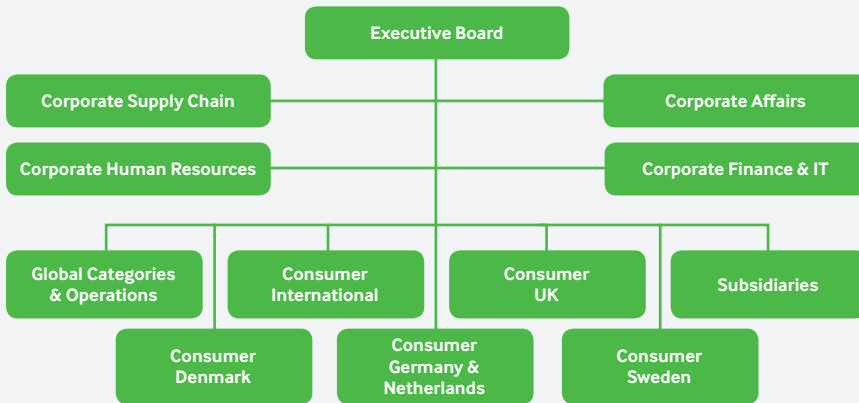 Executive Board
Corporate Supply Chain
Corporate Affairs
Corporate Human Resources
Corporate Finance & IT
Global Categories
& Operations
Consumer
International
Consumer
UK
Subsidiaries
Consumer
Denmark
Consumer
Germany &
Netherlands
Consumer
Sweden